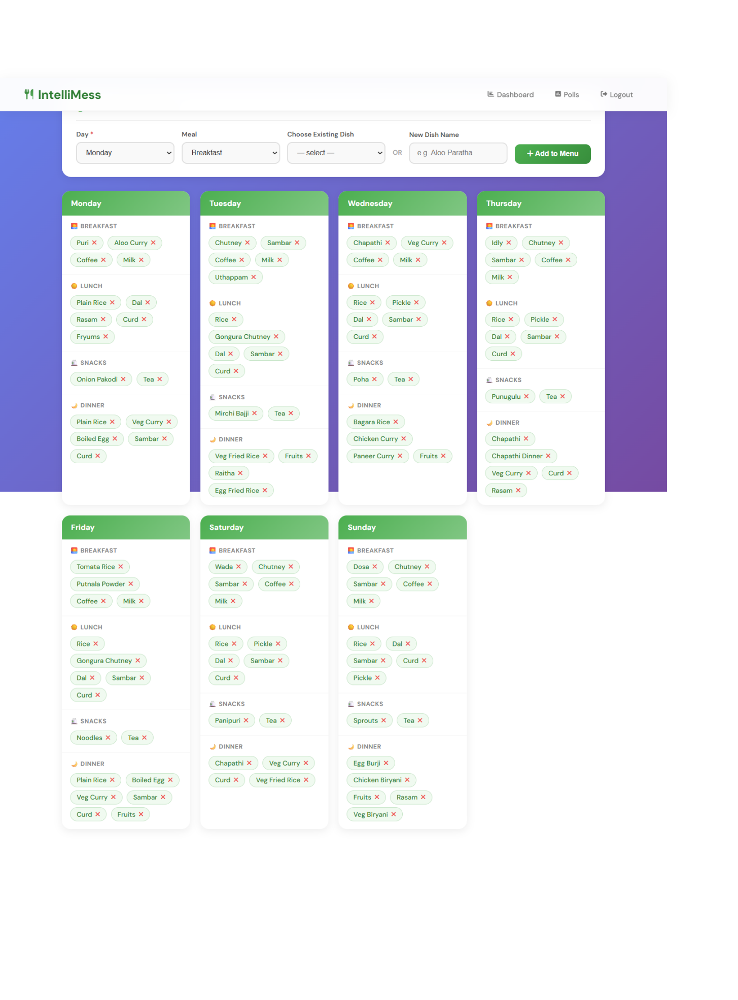 IntelliMess
Dashboard Polls Logout
Day * Meal Choose Existing Dish New Dish Name
Monday Breakfast — select — OR e.g. Aloo Paratha + Add to Menu
Monday
BREAKFAST
Puri ✕ Aloo Curry ✕
Coffee ✕ Milk ✕
LUNCH
Plain Rice ✕ Dal ✕
Rasam ✕ Curd ✕
Fryums ✕
SNACKS
Onion Pakodi ✕ Tea ✕
DINNER
Plain Rice ✕ Veg Curry ✕
Boiled Egg ✕ Sambar ✕
Curd ✕
Tuesday
BREAKFAST
Chutney ✕ Sambar ✕
Coffee ✕ Milk ✕
Uthappam ✕
LUNCH
Rice ✕
Gongura Chutney ✕
Dal ✕ Sambar ✕
Curd ✕
SNACKS
Mirchi Bajji ✕ Tea ✕
DINNER
Veg Fried Rice ✕ Fruits ✕
Raitha ✕
Egg Fried Rice ✕
Wednesday
BREAKFAST
Chapathi ✕ Veg Curry ✕
Coffee ✕ Milk ✕
LUNCH
Rice ✕ Pickle ✕
Dal ✕ Sambar ✕
Curd ✕
SNACKS
Poha ✕ Tea ✕
DINNER
Bagara Rice ✕
Chicken Curry ✕
Paneer Curry ✕ Fruits ✕
Thursday
BREAKFAST
Idly ✕ Chutney ✕
Sambar ✕ Coffee ✕
Milk ✕
LUNCH
Rice ✕ Pickle ✕
Dal ✕ Sambar ✕
Curd ✕
SNACKS
Punugulu ✕ Tea ✕
DINNER
Chapathi ✕
Chapathi Dinner ✕
Veg Curry ✕ Curd ✕
Rasam ✕
Friday
BREAKFAST
Tomata Rice ✕
Putnala Powder ✕
Coffee ✕ Milk ✕
LUNCH
Rice ✕
Gongura Chutney ✕
Dal ✕ Sambar ✕
Curd ✕
SNACKS
Noodles ✕ Tea ✕
DINNER
Plain Rice ✕ Boiled Egg ✕
Veg Curry ✕ Sambar ✕
Curd ✕ Fruits ✕
Saturday
BREAKFAST
Wada ✕ Chutney ✕
Sambar ✕ Coffee ✕
Milk ✕
LUNCH
Rice ✕ Pickle ✕
Dal ✕ Sambar ✕
Curd ✕
SNACKS
Panipuri ✕ Tea ✕
DINNER
Chapathi ✕ Veg Curry ✕
Curd ✕ Veg Fried Rice ✕
Sunday
BREAKFAST
Dosa ✕ Chutney ✕
Sambar ✕ Coffee ✕
Milk ✕
LUNCH
Rice ✕ Dal ✕
Sambar ✕ Curd ✕
Pickle ✕
SNACKS
Sprouts ✕ Tea ✕
DINNER
Egg Burji ✕
Chicken Biryani ✕
Fruits ✕ Rasam ✕
Veg Biryani ✕